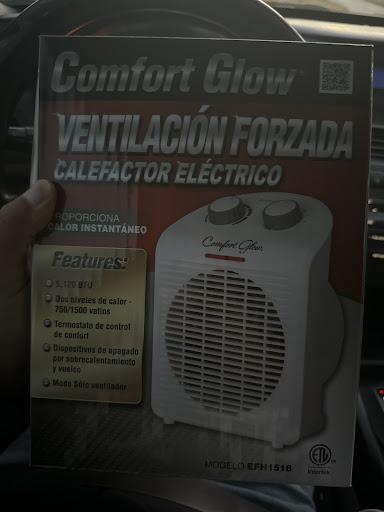 Comfort Glow
VENTILACIÓN FORZADA
CALEFACTOR ELÉCTRICO
PROPORCIONA
CALOR INSTANTÁNEO
Features:
5,120 BTU
Dos niveles de calor -
750/1500 vatios
Termostato de control
de confort
Dispositivos de apagado
por sobrecalentamiento
y vuelco
Modo Sólo ventilador
Comfort Glow
MODELO EFH1518
ETL
Intertek